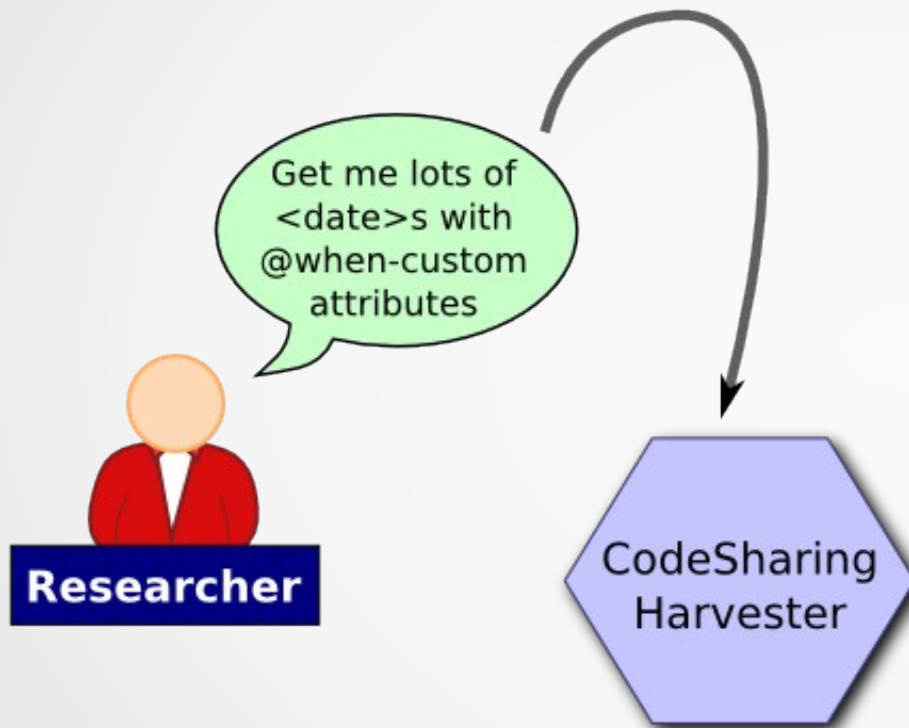 Get me lots of
<date>s with
@when-custom
attributes
Researcher
CodeSharing
Harvester